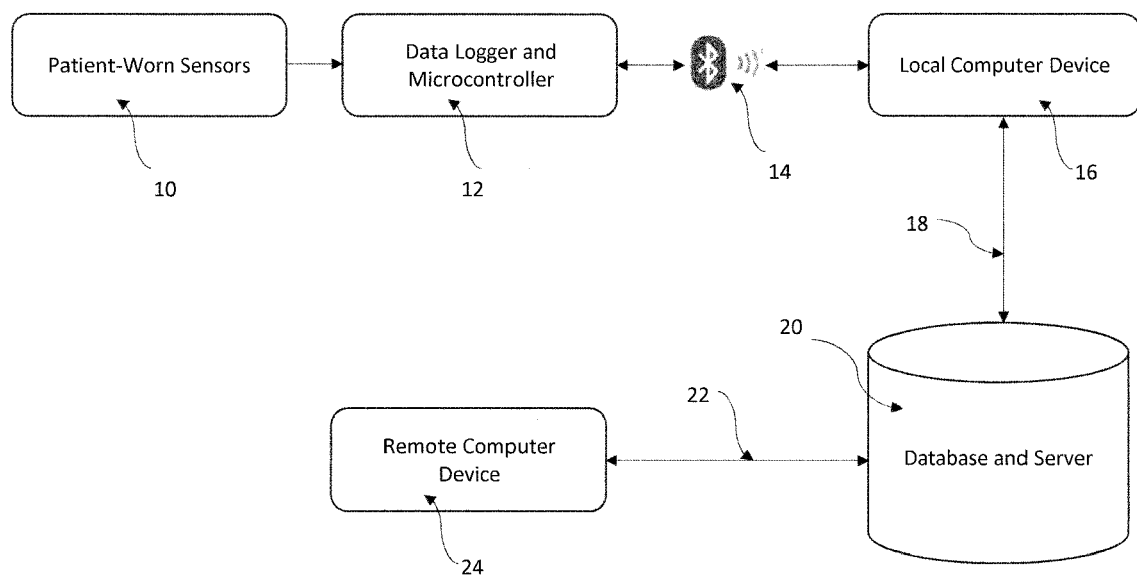 Patient-Worn Sensors
Data Logger and
Microcontroller
Local Computer Device
10
12
14
16
18
20
22
Remote Computer
Device
Database and Server
24